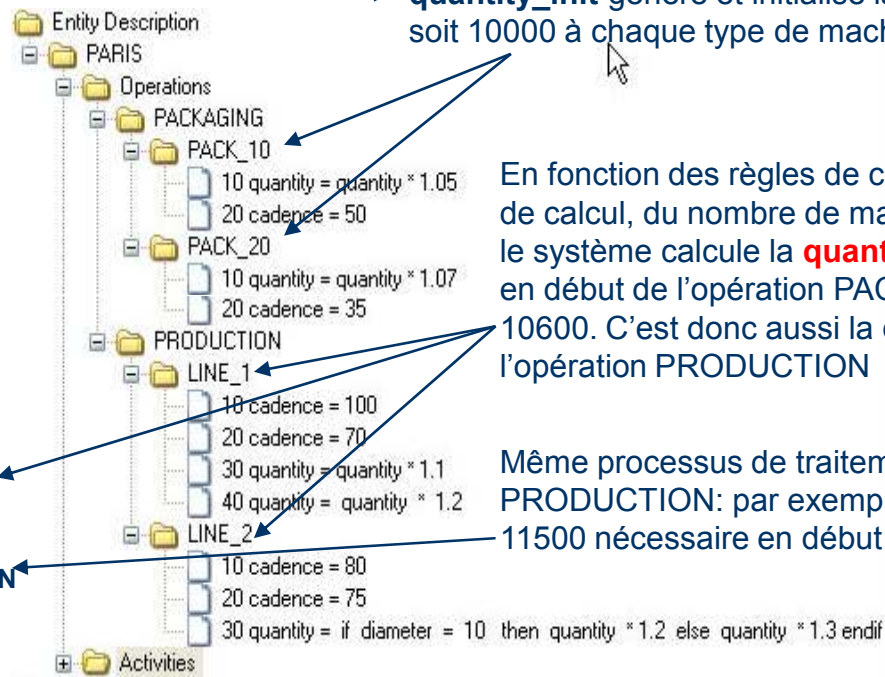 quantity_init généré et initialisé
soit 10000 à chaque type de mach
Entity Description
PARIS
Operations
PACKAGING
PACK_10
10 quantity = quantity * 1.05
20 cadence = 50
PACK_20
10 quantity = quantity * 1.07
20 cadence = 35
PRODUCTION
LINE_1
10 cadence = 100
20 cadence = 70
30 quantity = quantity * 1.1
40 quantity = quantity * 1.2
LINE_2
10 cadence = 80
20 cadence = 75
30 quantity = if diameter = 10 then quantity * 1.2 else quantity * 1.3 endif
Activities
En fonction des règles de c
de calcul, du nombre de ma
le système calcule la quant
en début de l'opération PAC
10600. C'est donc aussi la
l'opération PRODUCTION
Même processus de traitem
PRODUCTION: par exemp
11500 nécessaire en début
N